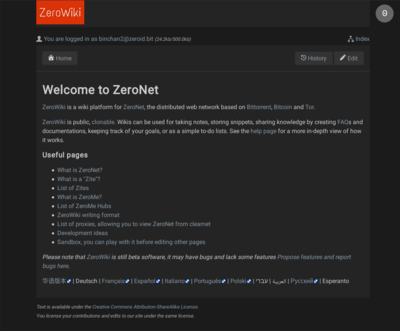 ZeroWiki
0
You are logged in as binchan2@zeroid.bit (24.2kb/500.0kb) Index
Home History Edit
Welcome to ZeroNet
ZeroWiki is a wiki platform for ZeroNet, the distributed web network based on Bittorrent, Bitcoin and Tor.
ZeroWiki is public, clonable. Wikis can be used for taking notes, storing snippets, sharing knowledge by creating FAQs and
documentations, keeping track of your goals, or as a simple to-do lists. See the help page for a more in-depth view of how
it works.
Useful pages
What is ZeroNet?
What is a "Zite"?
List of Zites
What is ZeroMe?
List of ZeroMe Hubs
ZeroWiki writing format
List of proxies, allowing you to view ZeroNet from clearnet
Development ideas
Sandbox, you can play with it before editing other pages
Please note that ZeroWiki is still beta software, it may have bugs and lack some features Propose features and report
bugs here.
华语版本 | Deutsch | Français | Español | Italiano | Português | Polski | עברי | العربية | Русский | Esperanto
Text is available under the Creative Commons Attribution-ShareAlike License.
You license your contributions and edits to our site under the same license.